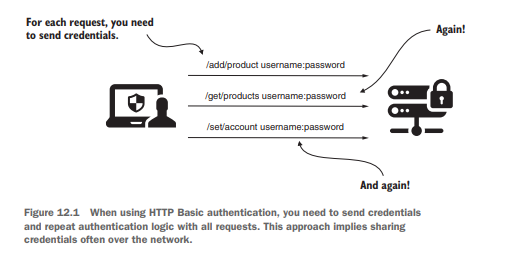 For each request, you need
to send credentials.
Again!
/add/product username:password
/get/products username:password
/set/account username:password
And again!
Figure 12.1 When using HTTP Basic authentication, you need to send credentials
and repeat authentication logic with all requests. This approach implies sharing
credentials often over the network.